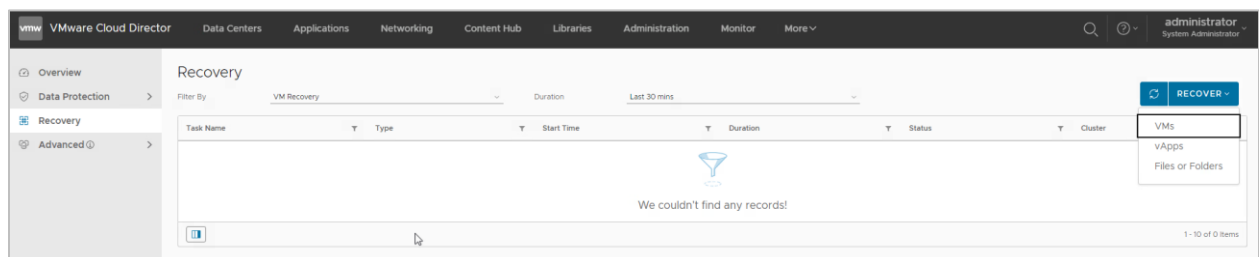 vmw VMware Cloud Director Data Centers Applications Networking Content Hub Libraries Administration Monitor More administrator
System Administrator
Overview
Data Protection
Recovery
Advanced
Recovery
Filter By VM Recovery Duration Last 30 mins RECOVER
VMs
vApps
Files or Folders
Task Name Type Start Time Duration Status Cluster
We couldn't find any records!
1 - 10 of 0 Items